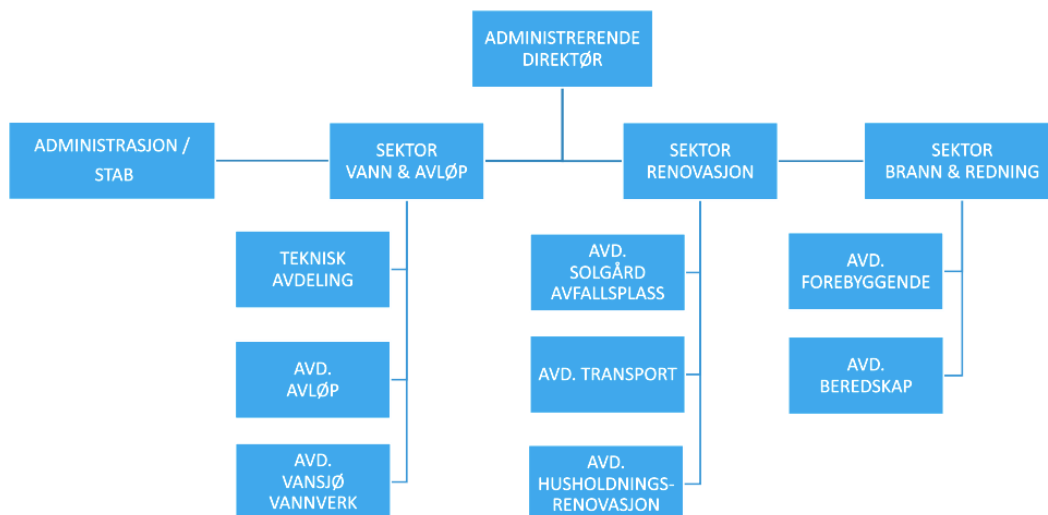 ADMINISTRERENDE
DIREKTØR
ADMINISTRASJON /
STAB
SEKTOR
VANN & AVLØP
SEKTOR
RENOVASJON
SEKTOR
BRANN & REDNING
TEKNISK
AVDELING
AVD.
AVLØP
AVD.
VANSJØ
VANNVERK
AVD.
SOLGÅRD
AVFALLSPLASS
AVD. TRANSPORT
AVD.
HUSHOLDNINGS-
RENOVASJON
AVD.
FOREBYGGENDE
AVD.
BEREDSKAP